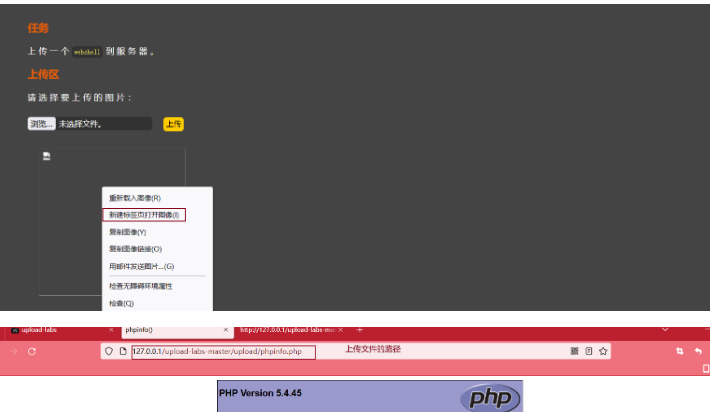 任务
上传一个 webshell 到服务器。
上传区
请选择要上传的图片：
浏览... 未选择文件。 上传
重新载入图像(R)
新建标签页打开图像(I)
复制图像(Y)
复制图像链接(O)
用邮件发送图片...(G)
检查无障碍环境属性
检查(Q)
upload-labs × phpinfo() × http://127.0.0.1/upload-labs-mas × +
127.0.0.1/upload-labs-master/upload/phpinfo.php 上传文件的路径
PHP Version 5.4.45 php